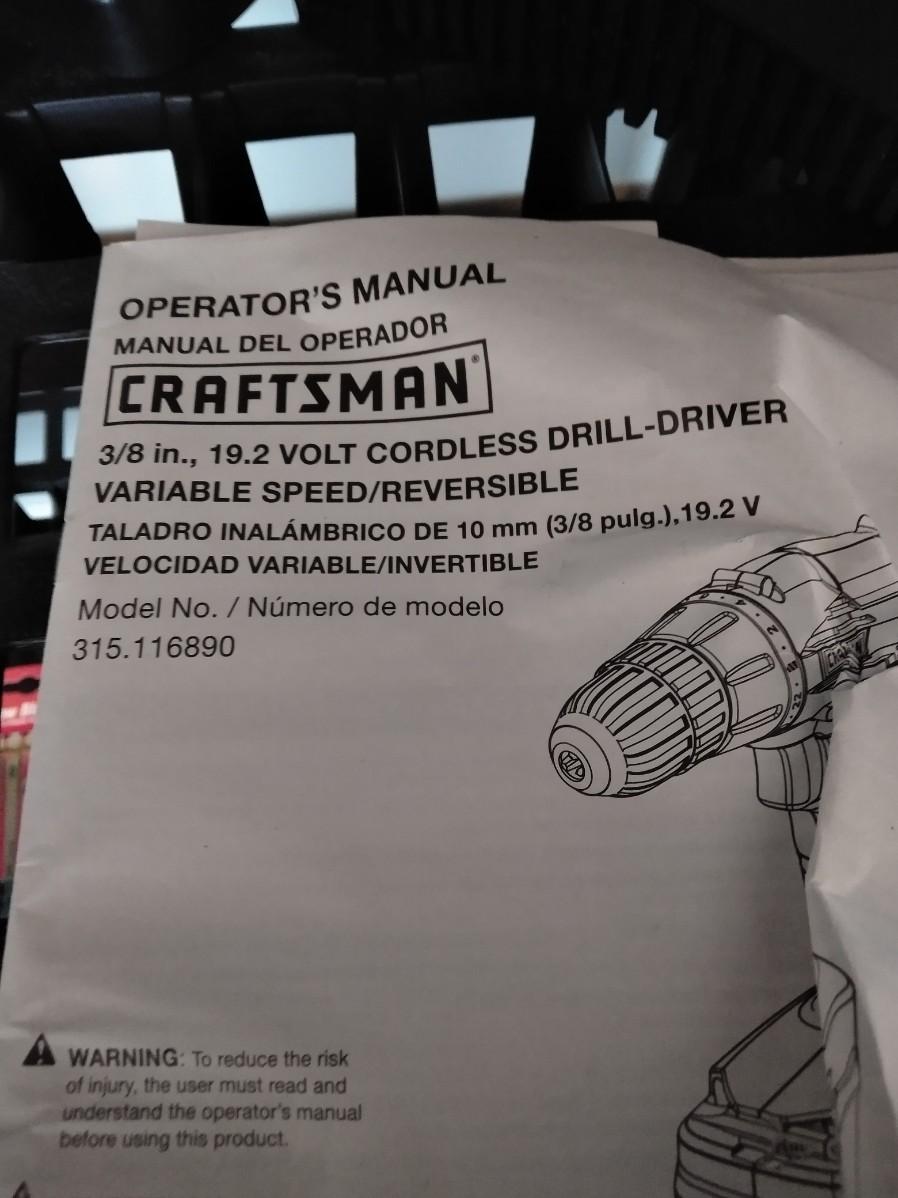 OPERATOR'S MANUAL
MANUAL DEL OPERADOR
CRAFTSMAN®
3/8 in., 19.2 VOLT CORDLESS DRILL-DRIVER
VARIABLE SPEED/REVERSIBLE
TALADRO INALÁMBRICO DE 10 mm (3/8 pulg.),19.2 V
VELOCIDAD VARIABLE/INVERTIBLE
Model No. / Número de modelo
315.116890
WARNING: To reduce the risk
of injury, the user must read and
understand the operator's manual
before using this product.